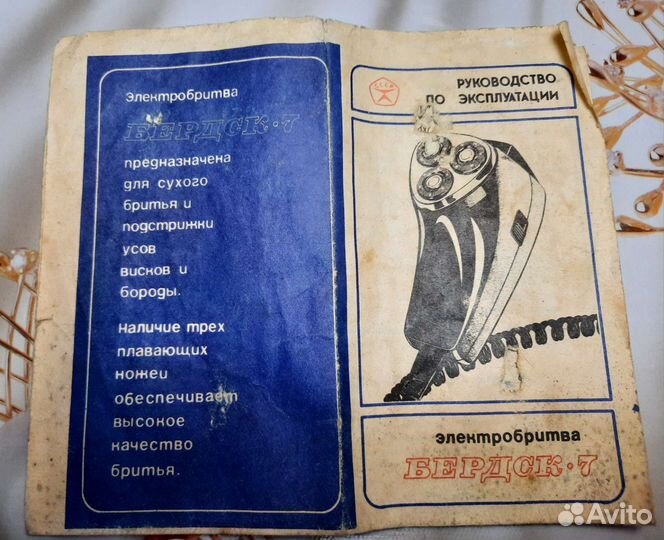 Электробритва
БЕРДСК·7
предназначена
для сухого
бритья и
подстрижки
усов
висков и
бороды.
Наличие трех
плавающих
ножей
обеспечивает
высокое
качество
бритья.
СССР
РУКОВОДСТВО
ПО ЭКСПЛУАТАЦИИ
электробритва
БЕРДСК·7
Avito